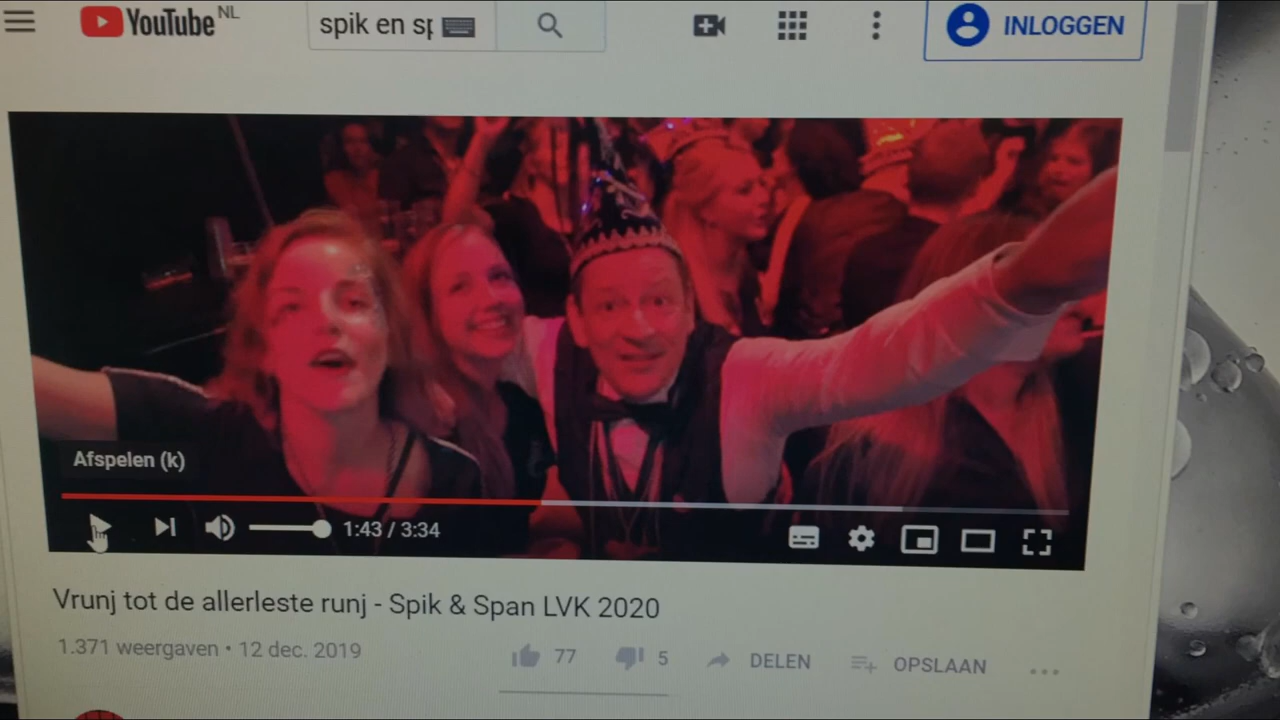 YouTube NL
spik en sp
INLOGGEN
Afspelen (k)
1:43 / 3:34
Vrunj tot de allerleste runj - Spik & Span LVK 2020
1.371 weergaven • 12 dec. 2019
77
5
DELEN
OPSLAAN